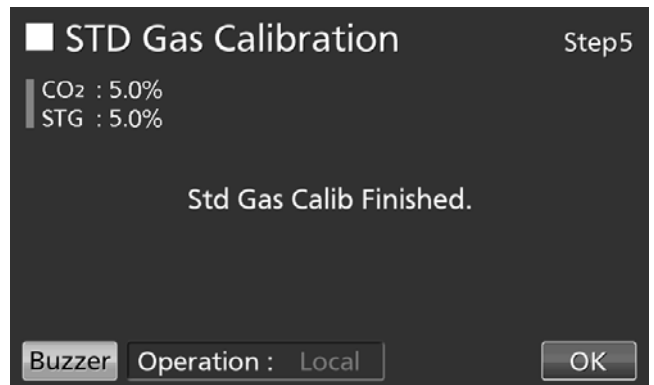 STD Gas Calibration Step5
CO2 : 5.0%
STG : 5.0%
Std Gas Calib Finished.
Buzzer Operation : Local OK